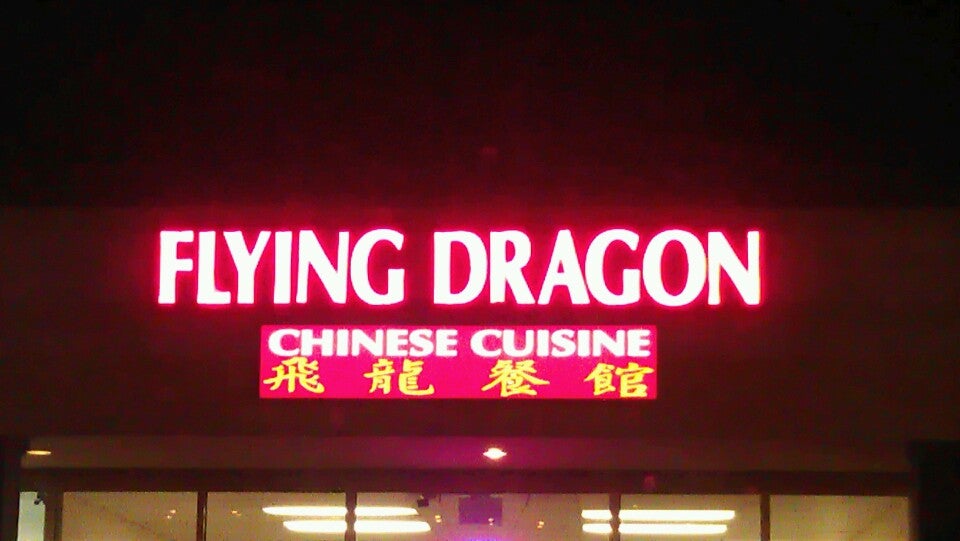 FLYING DRAGON
CHINESE CUISINE
飛龍餐館